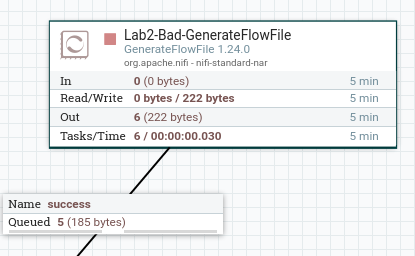 Lab2-Bad-GenerateFlowFile
GenerateFlowFile 1.24.0
org.apache.nifi - nifi-standard-nar
In 0 (0 bytes) 5 min
Read/Write 0 bytes / 222 bytes 5 min
Out 6 (222 bytes) 5 min
Tasks/Time 6 / 00:00:00.030 5 min
Name success
Queued 5 (185 bytes)